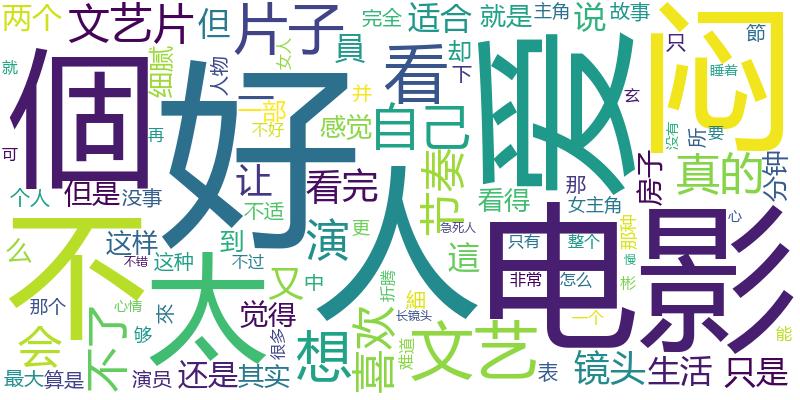 两个
文艺片
但
片子
適合
就是
主角
故事
完全
说
只
節
員
却
下
细腻
人物
女人
就
一部
并
看
個
好
受
闷
睡着
玄
不好
感觉
自己
没有
要
所
再
可
人
节奏
真的
分钟
房子
个人
但是
没事
让
看完
看得
那
女主角
那种
不适
电影
心
不
太
么
这样
到
演
更
急死人
這
只有
整个
慢
彬
不错
这种
不过
又
中
折腾
細
非常
怎么
那个
心情
来
觉得
长镜头
一个
会
不了
够
很多
想
喜欢
难道
文艺
能
最大
算是
演员
还是
其实
表
镜头
生活
只是